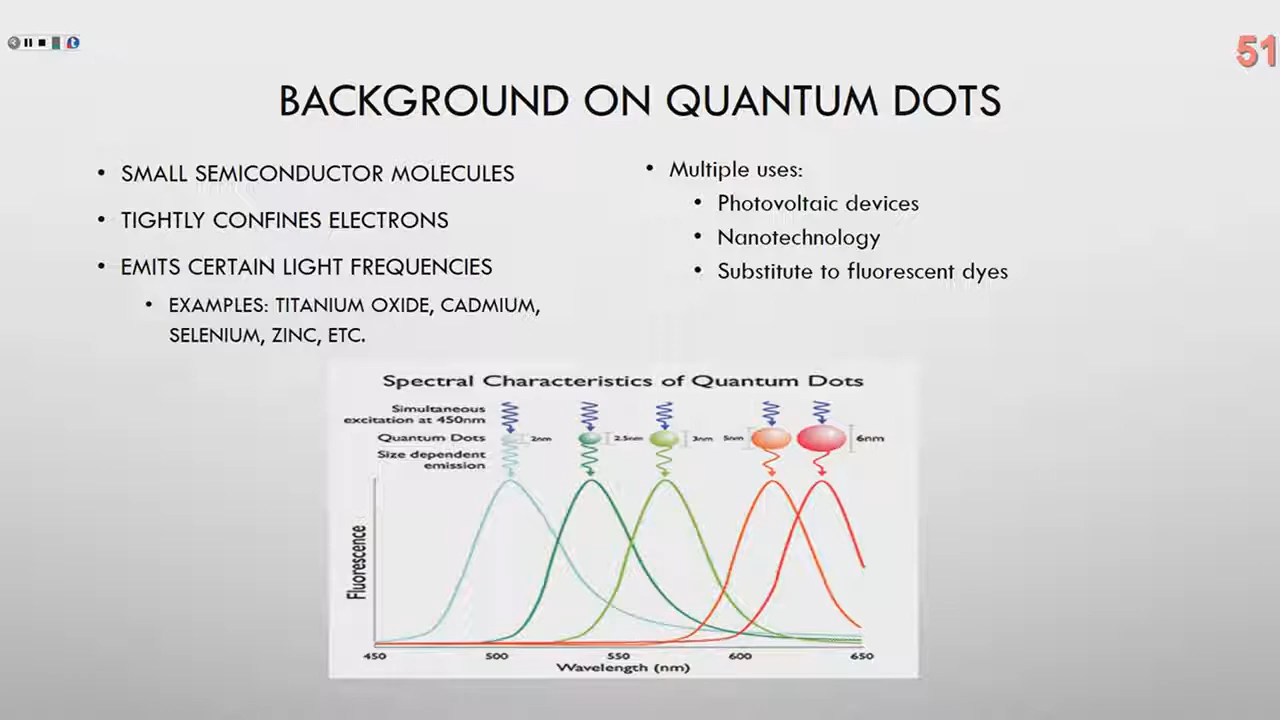 51
BACKGROUND ON QUANTUM DOTS
• SMALL SEMICONDUCTOR MOLECULES
• TIGHTLY CONFINES ELECTRONS
• EMITS CERTAIN LIGHT FREQUENCIES
• EXAMPLES: TITANIUM OXIDE, CADMIUM,
SELENIUM, ZINC, ETC.
• Multiple uses:
• Photovoltaic devices
• Nanotechnology
• Substitute to fluorescent dyes
Spectral Characteristics of Quantum Dots
Simultaneous
excitation at 450nm
Quantum Dots 2nm 2.5nm 3nm 5nm 6nm
Size dependent
emission
Fluorescence
450 500 550 600 650
Wavelength (nm)